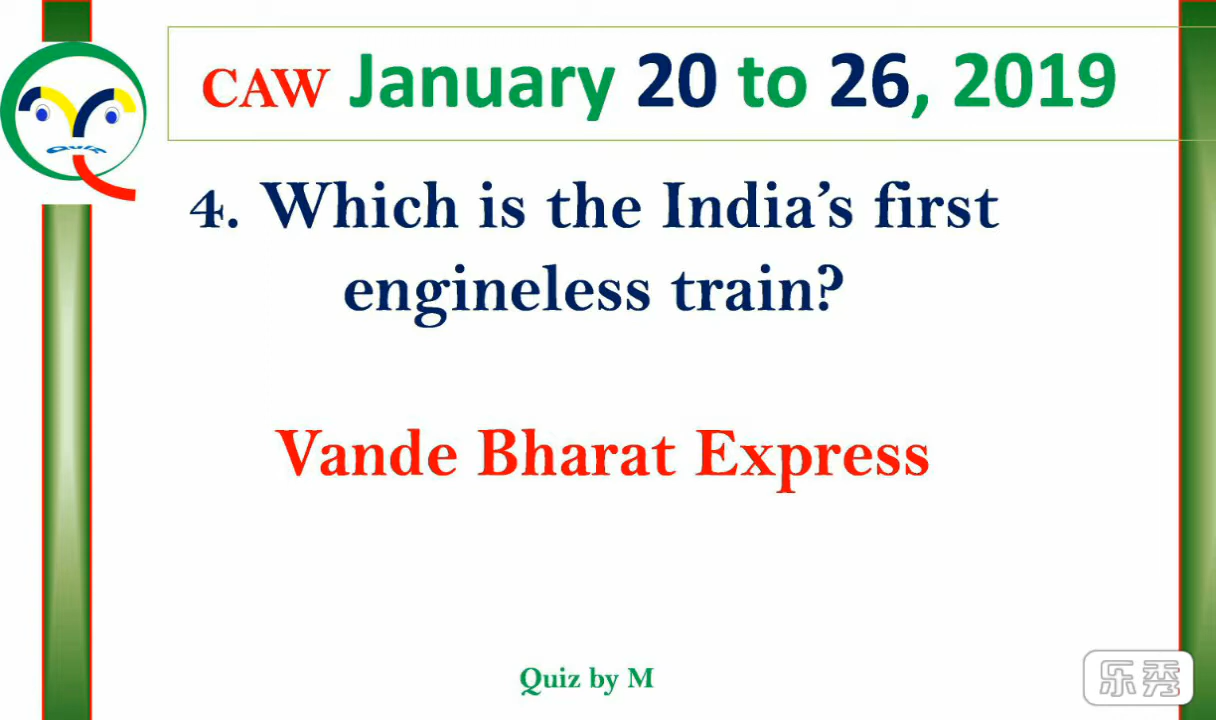 CAW January 20 to 26, 2019
Quiz
4. Which is the India's first
engineless train?
Vande Bharat Express
Quiz by M
乐秀